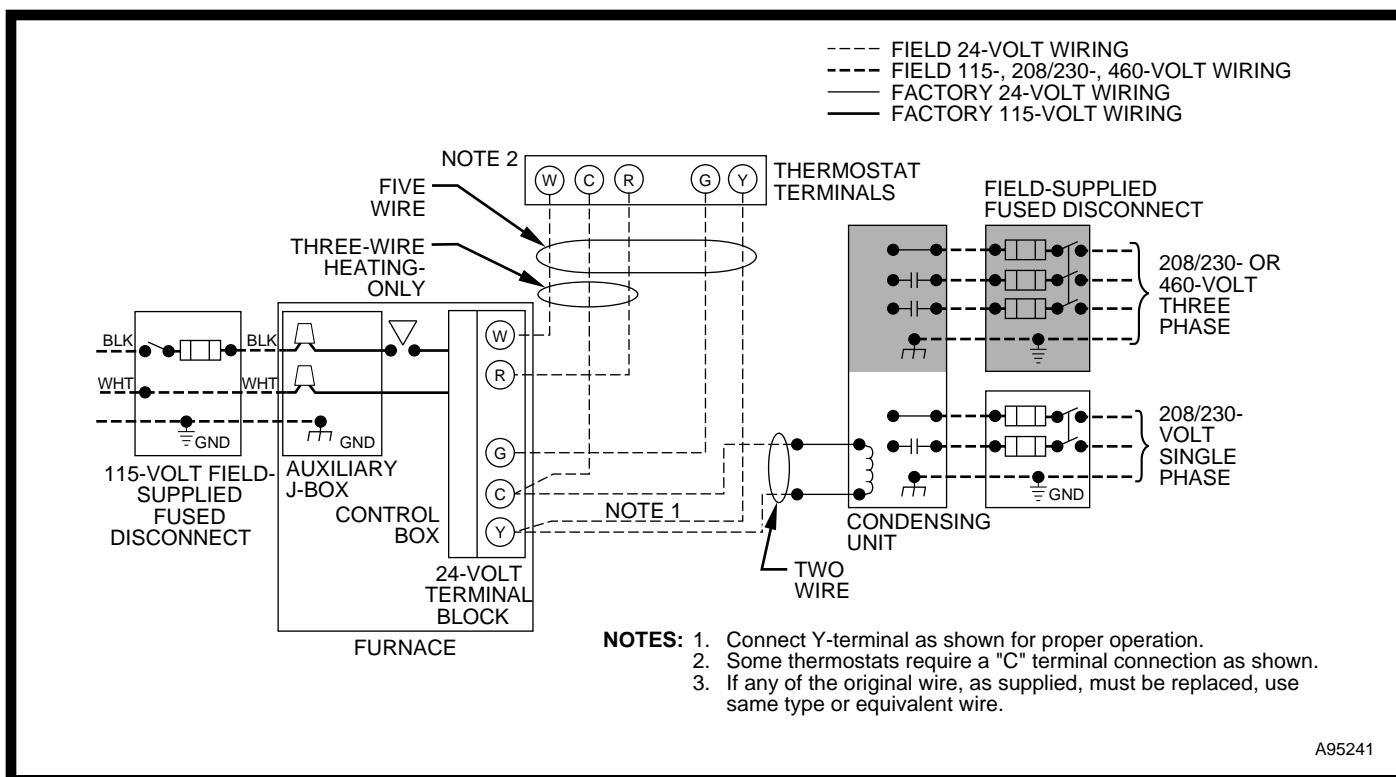 FIELD 24-VOLT WIRING
FIELD 115-, 208/230-, 460-VOLT WIRING
FACTORY 24-VOLT WIRING
FACTORY 115-VOLT WIRING
NOTE 2
W C R G Y
THERMOSTAT
TERMINALS
FIVE
WIRE
THREE-WIRE
HEATING-
ONLY
FIELD-SUPPLIED
FUSED DISCONNECT
208/230- OR
460-VOLT
THREE
PHASE
BLK
BLK
WHT
WHT
GND
GND
W
R
G
C
Y
115-VOLT FIELD-
SUPPLIED
FUSED
DISCONNECT
AUXILIARY
J-BOX
CONTROL
BOX
24-VOLT
TERMINAL
BLOCK
FURNACE
NOTE 1
TWO
WIRE
CONDENSING
UNIT
GND
208/230-
VOLT
SINGLE
PHASE
NOTES: 1. Connect Y-terminal as shown for proper operation.
2. Some thermostats require a "C" terminal connection as shown.
3. If any of the original wire, as supplied, must be replaced, use
same type or equivalent wire.
A95241